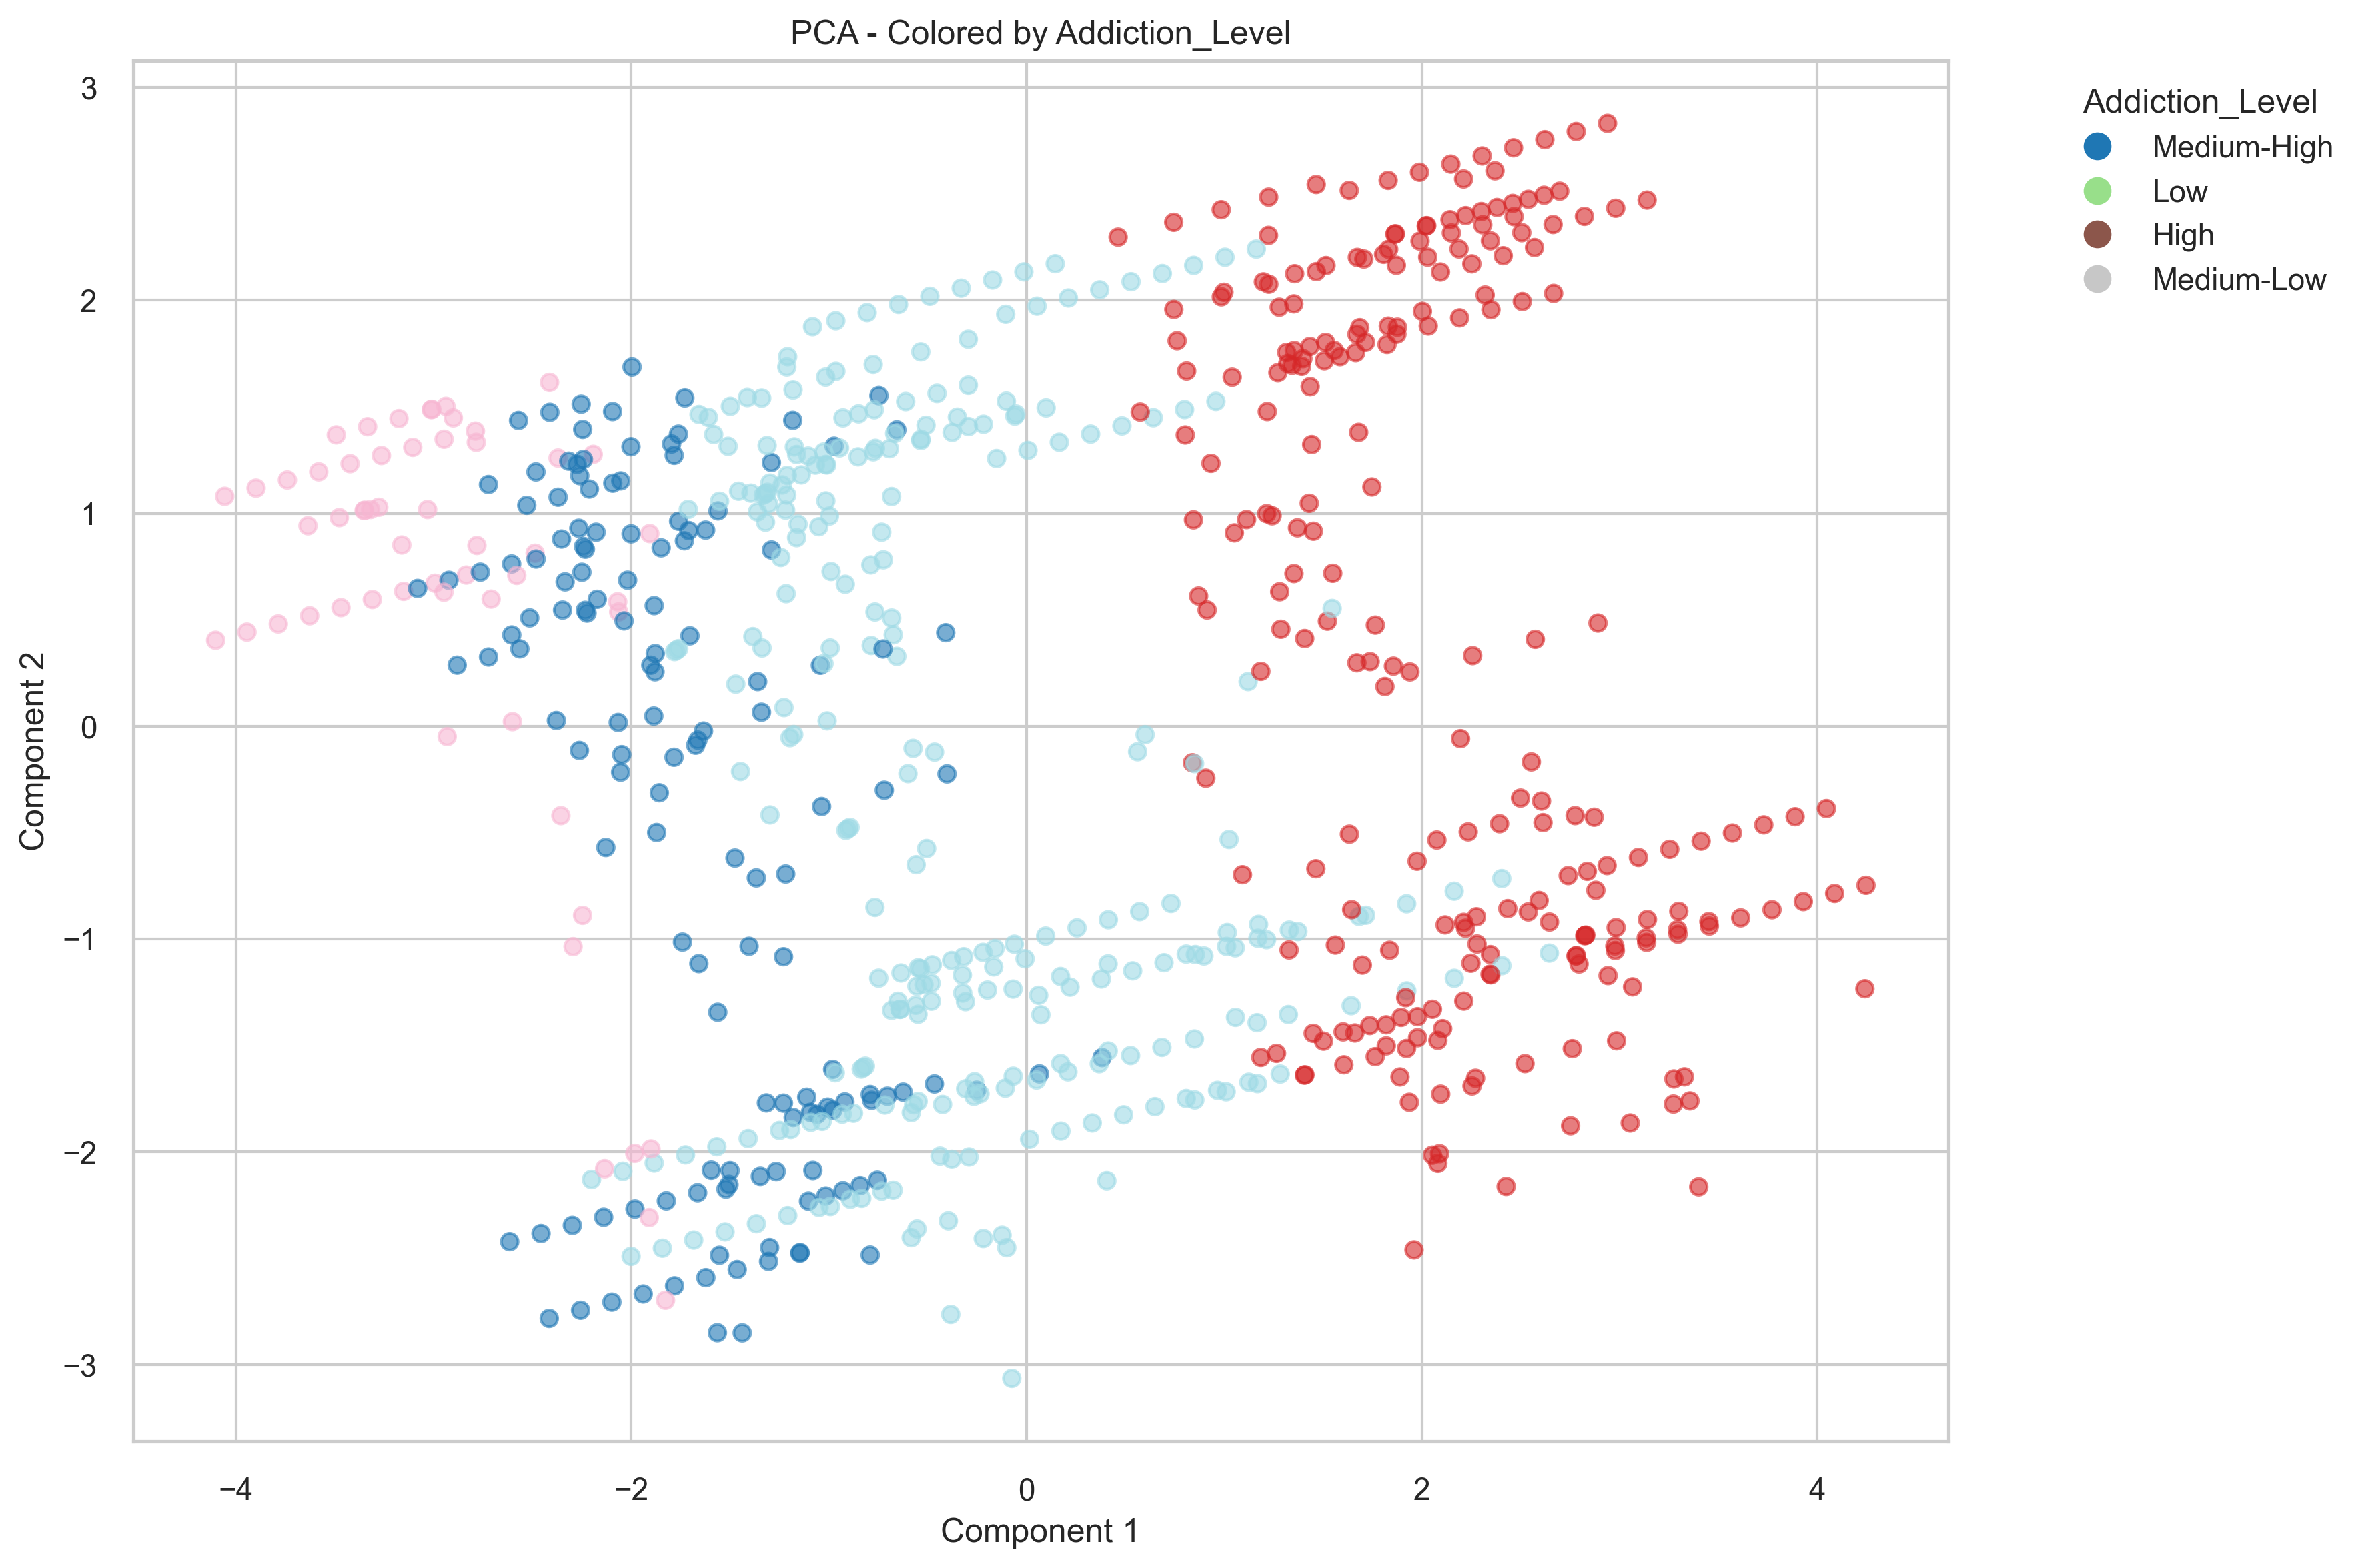 PCA - Colored by Addiction_Level
3
2
1
0
−1
−2
−3
Component 2
−4
−2
0
2
4
Component 1
Addiction_Level
Medium-High
Low
High
Medium-Low